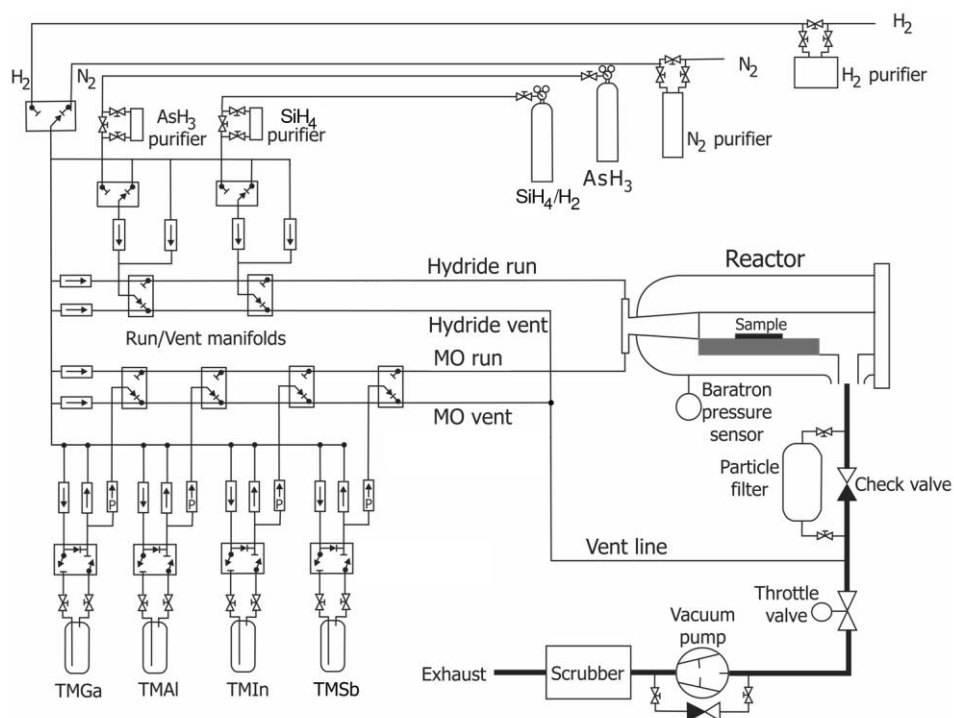 H2
H2
N2
N2
H2 purifier
AsH3
purifier
SiH4
purifier
N2 purifier
SiH4/H2
AsH3
Hydride run
Reactor
Sample
Hydride vent
Run/Vent manifolds
MO run
MO vent
Baratron
pressure
sensor
Particle
filter
Check valve
Vent line
P
P
P
P
Throttle
valve
Vacuum
pump
Exhaust
Scrubber
TMGa
TMAl
TMIn
TMSb